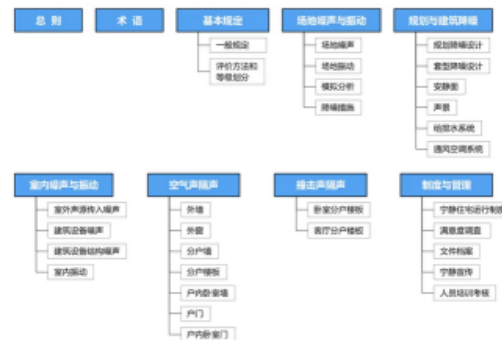 总 则
术 语
基本规定
一般规定
评价方法和
等级划分
场地噪声与振动
场地噪声
场地振动
模拟分析
降噪措施
规划与建筑降噪
规划降噪设计
套型降噪设计
安静面
声景
给排水系统
通风空调系统
室内噪声与振动
室外声源传入噪声
建筑设备噪声
建筑设备结构噪声
室内振动
空气声隔声
外墙
外窗
分户墙
分户楼板
户内卧室墙
户门
户内卧室门
撞击声隔声
卧室分户楼板
客厅分户楼板
制度与管理
宁静住宅运行制度
满意度调查
文件档案
宁静宣传
人员培训考核